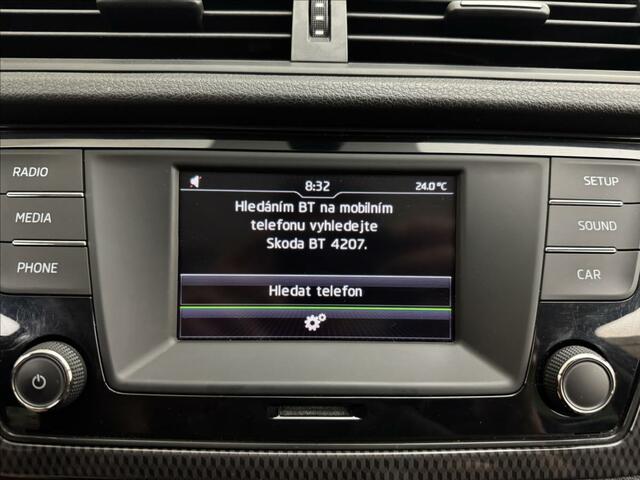 RADIO
MEDIA
PHONE
8:32
24.0°C
Hledáním BT na mobilním
telefonu vyhledejte
Skoda BT 4207.
Hledat telefon
SETUP
SOUND
CAR